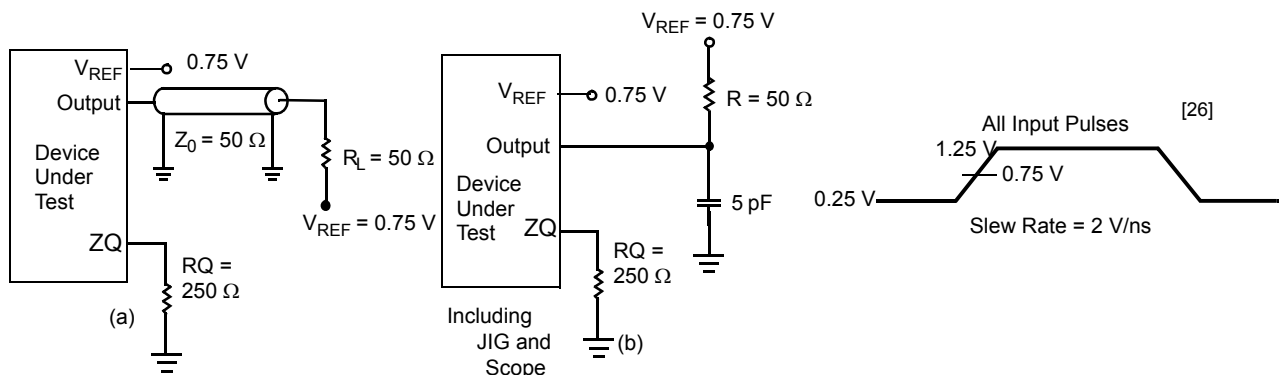 V_REF
0.75 V
Output
Z_0 = 50 Ω
Device
Under
Test
R_L = 50 Ω
V_REF = 0.75 V
ZQ
RQ =
250 Ω
(a)
V_REF = 0.75 V
V_REF
0.75 V
R = 50 Ω
Output
Device
Under
Test
5 pF
ZQ
RQ =
250 Ω
Including
JIG and
Scope
(b)
[26]
All Input Pulses
1.25 V
0.75 V
0.25 V
Slew Rate = 2 V/ns